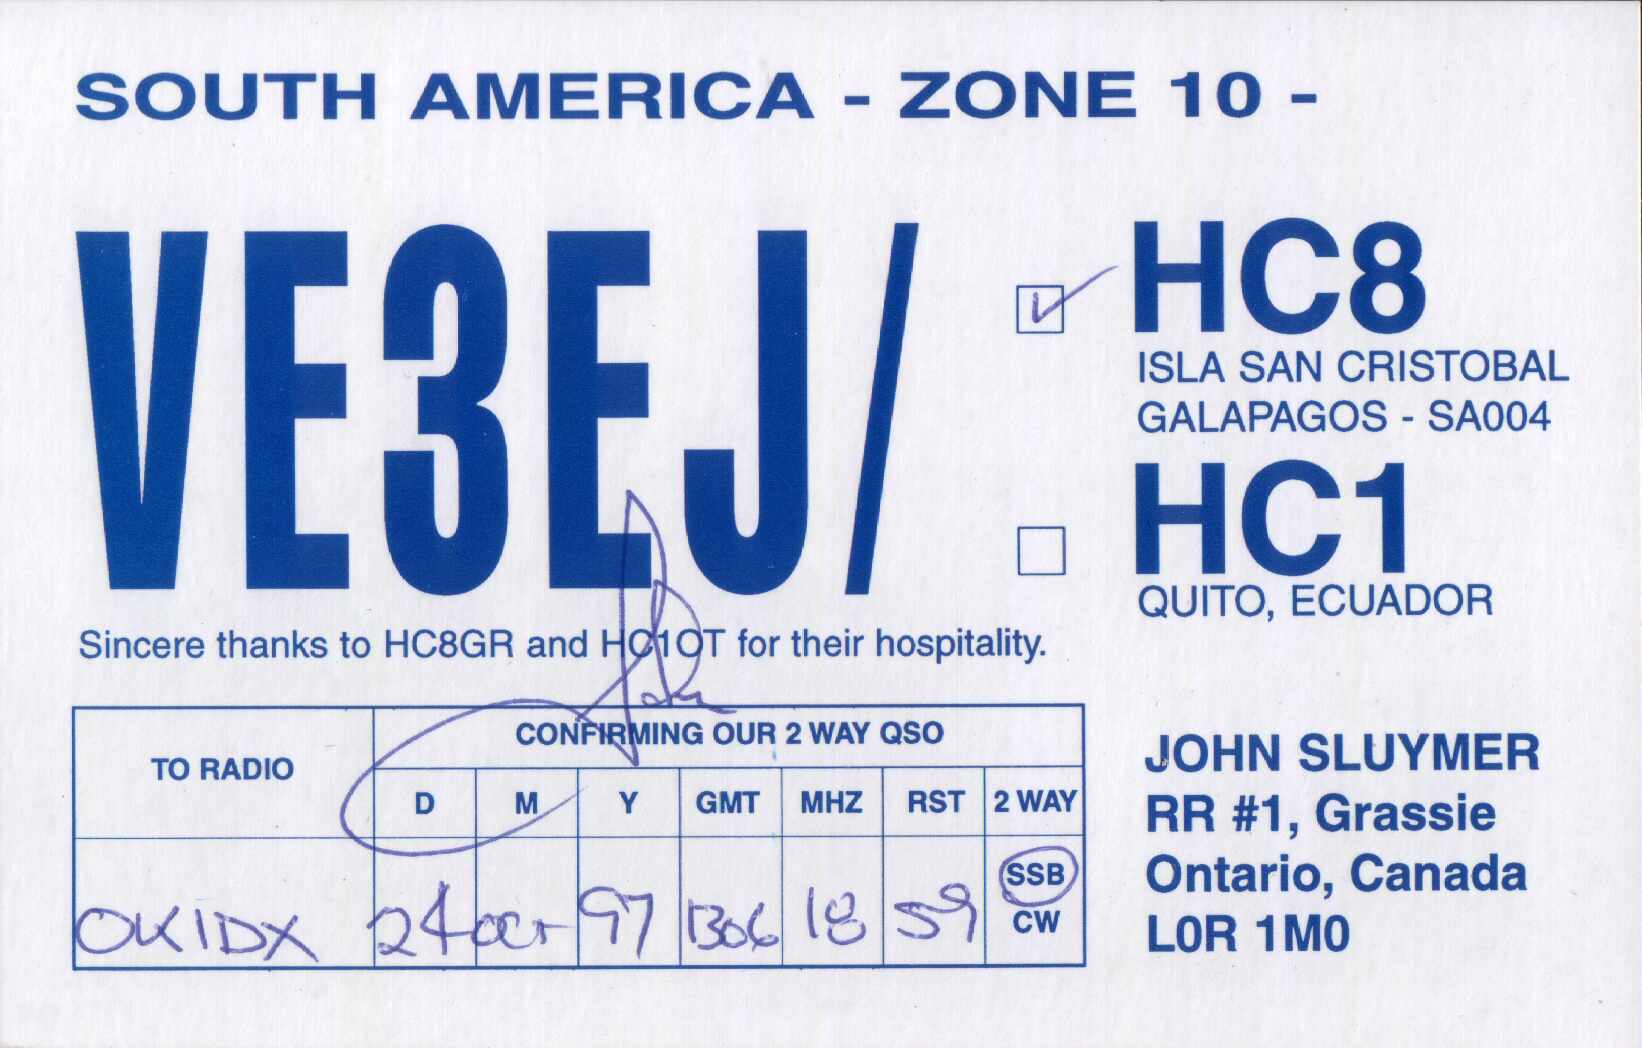 SOUTH AMERICA - ZONE 10 -
VE3EJ/
HC8
ISLA SAN CRISTOBAL
GALAPAGOS - SA004
HC1
QUITO, ECUADOR
Sincere thanks to HC8GR and HC1OT for their hospitality.
John
TO RADIO
CONFIRMING OUR 2 WAY QSO
D M Y GMT MHZ RST 2 WAY
OK1DX 24 OCT 97 1306 18 59 SSB
CW
JOHN SLUYMER
RR #1, Grassie
Ontario, Canada
L0R 1M0